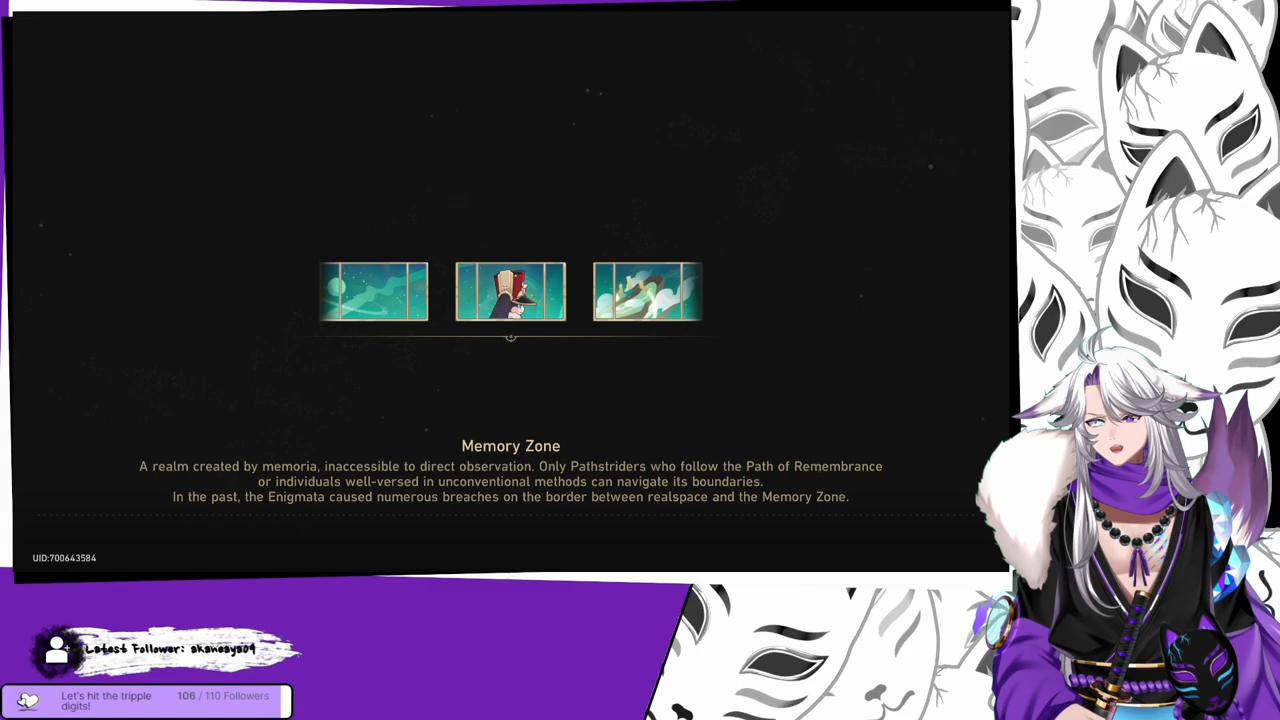 Memory Zone
A realm created by memoria, inaccessible to direct observation. Only Pathstriders who follow the Path of Remembrance
or individuals well-versed in unconventional methods can navigate its boundaries.
In the past, the Enigmata caused numerous breaches on the border between realspace and the Memory Zone.
UID:700643584
Latest Follower: akaneaya04
Let's hit the tripple
digits!
106 / 110 Followers